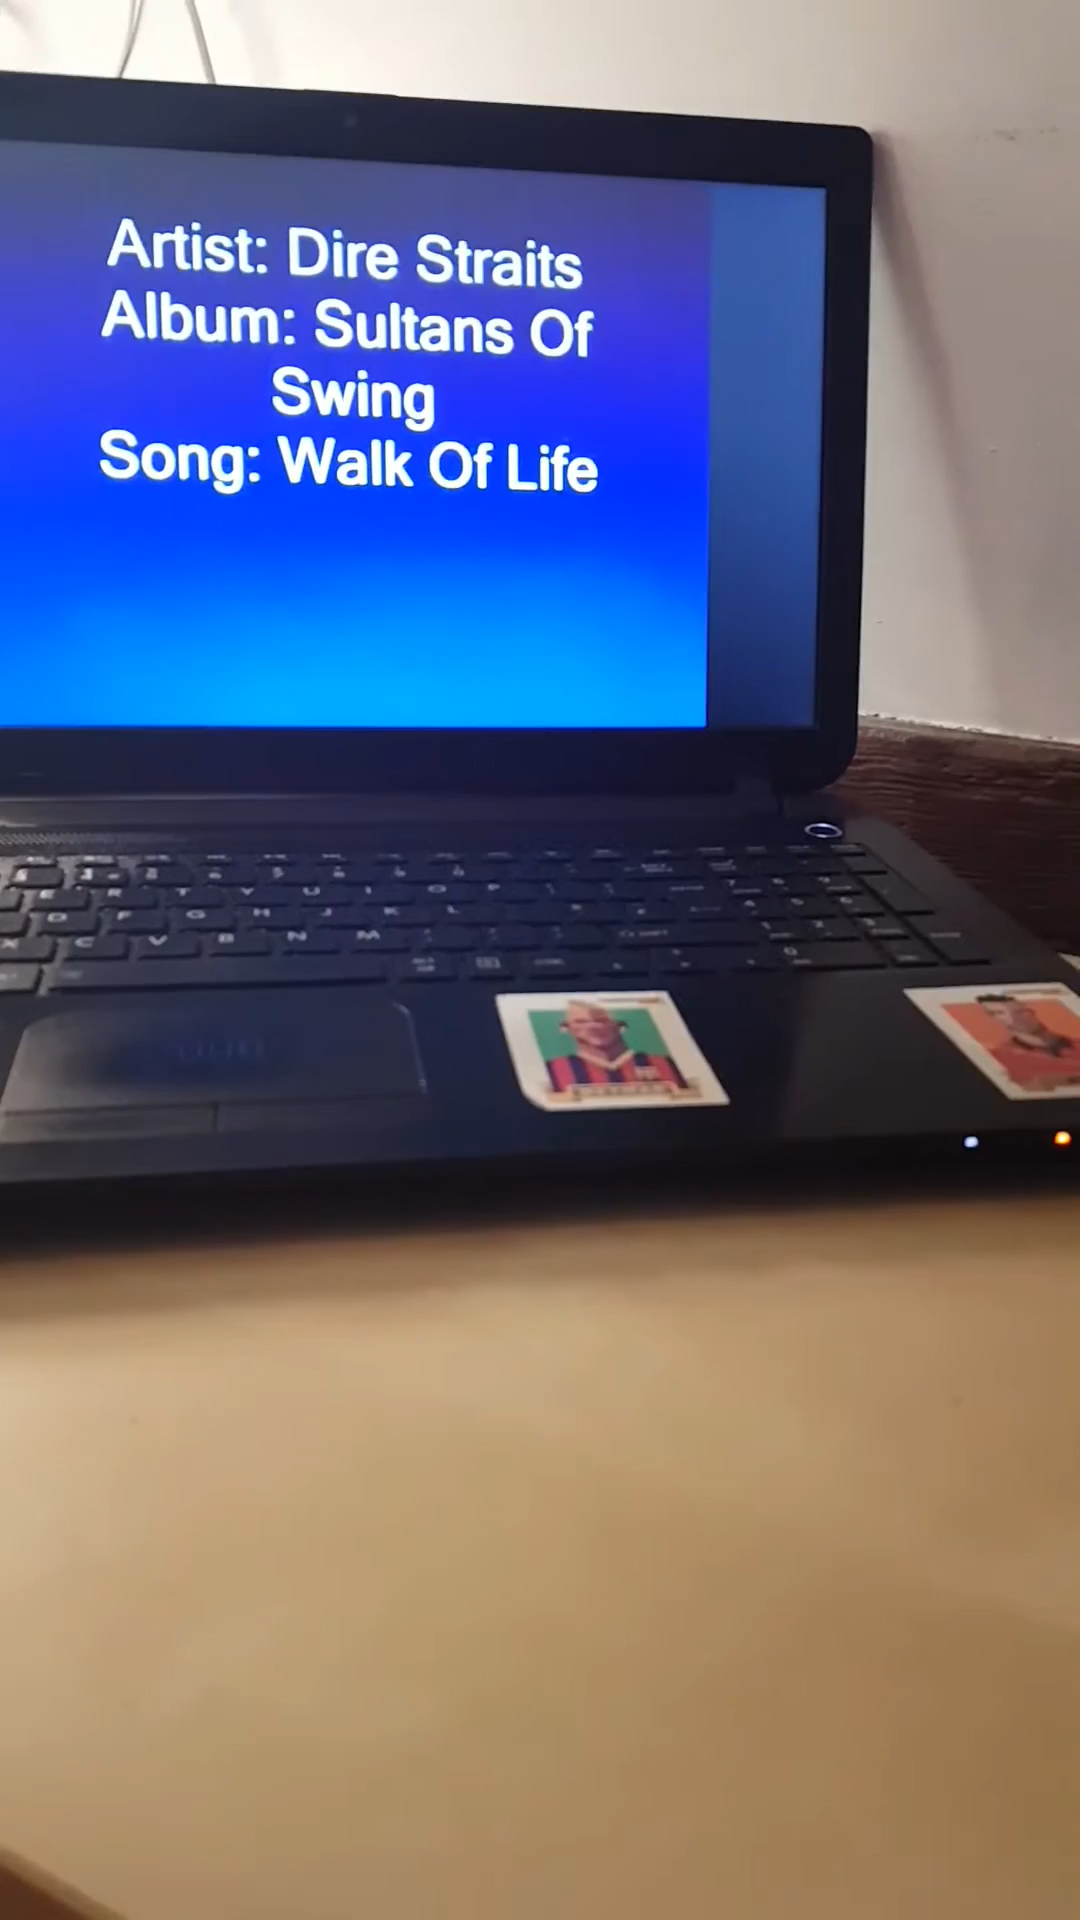 Artist: Dire Straits
Album: Sultans Of
Swing
Song: Walk Of Life
E R T Y U I O P
D F G H J K L
X C V B N M